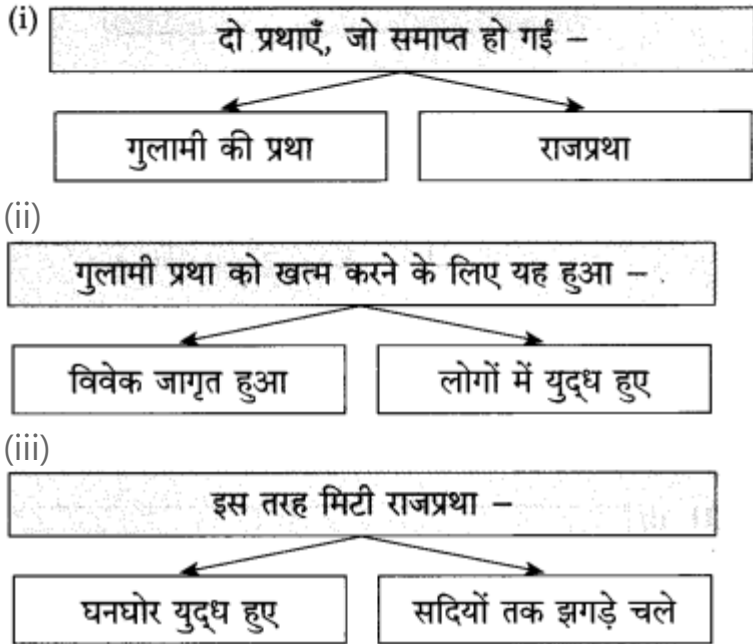 (i)
दो प्रथाएँ, जो समाप्त हो गईं –
गुलामी की प्रथा
राजप्रथा
(ii)
गुलामी प्रथा को खत्म करने के लिए यह हुआ –
विवेक जागृत हुआ
लोगों में युद्ध हुए
(iii)
इस तरह मिटी राजप्रथा –
घनघोर युद्ध हुए
सदियों तक झगड़े चले